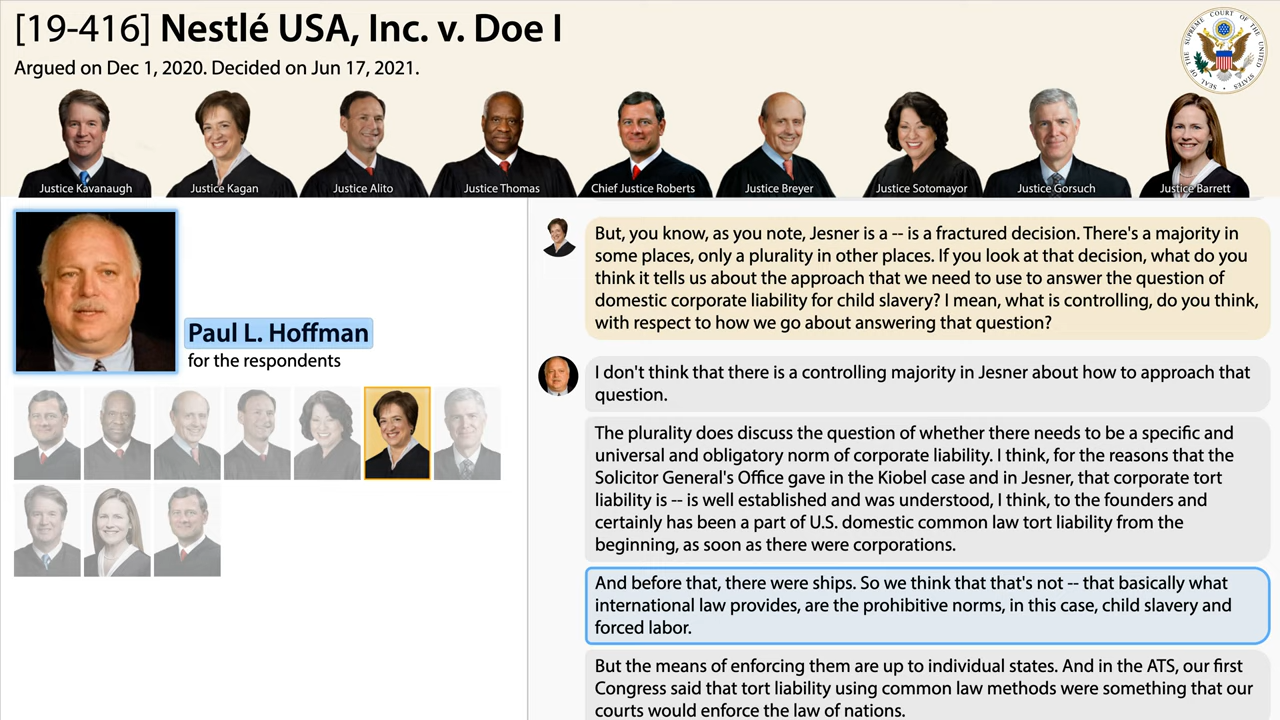 [19-416] Nestlé USA, Inc. v. Doe I
Argued on Dec 1, 2020. Decided on Jun 17, 2021.
SEAL OF THE SUPREME COURT OF THE UNITED STATES
Justice Kavanaugh
Justice Kagan
Justice Alito
Justice Thomas
Chief Justice Roberts
Justice Breyer
Justice Sotomayor
Justice Gorsuch
Justice Barrett
Paul L. Hoffman
for the respondents
But, you know, as you note, Jesner is a -- is a fractured decision. There's a majority in
some places, only a plurality in other places. If you look at that decision, what do you
think it tells us about the approach that we need to use to answer the question of
domestic corporate liability for child slavery? I mean, what is controlling, do you think,
with respect to how we go about answering that question?
I don't think that there is a controlling majority in Jesner about how to approach that
question.
The plurality does discuss the question of whether there needs to be a specific and
universal and obligatory norm of corporate liability. I think, for the reasons that the
Solicitor General's Office gave in the Kiobel case and in Jesner, that corporate tort
liability is -- is well established and was understood, I think, to the founders and
certainly has been a part of U.S. domestic common law tort liability from the
beginning, as soon as there were corporations.
And before that, there were ships. So we think that that's not -- that basically what
international law provides, are the prohibitive norms, in this case, child slavery and
forced labor.
But the means of enforcing them are up to individual states. And in the ATS, our first
Congress said that tort liability using common law methods were something that our
courts would enforce the law of nations.